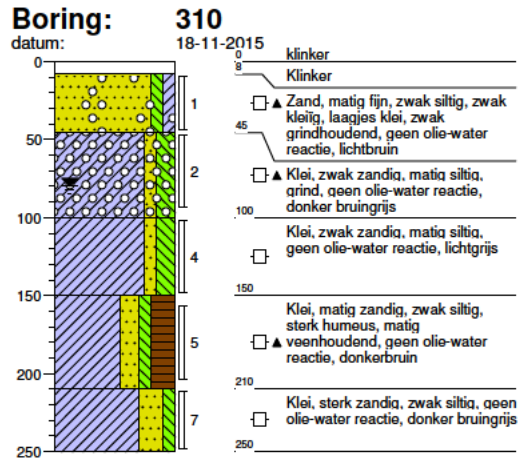 Boring: 310
datum: 18-11-2015
0
50
100
150
200
250
1
2
4
5
7
0 klinker
8
Klinker
Zand, matig fijn, zwak siltig, zwak
kleiïg, laagjes klei, zwak
grindhoudend, geen olie-water
reactie, lichtbruin
45
Klei, zwak zandig, matig siltig,
grind, geen olie-water reactie,
donker bruingrijs
100
Klei, zwak zandig, matig siltig,
geen olie-water reactie, lichtgrijs
150
Klei, matig zandig, zwak siltig,
sterk humeus, matig
veenhoudend, geen olie-water
reactie, donkerbruin
210
Klei, sterk zandig, zwak siltig, geen
olie-water reactie, donker bruingrijs
250